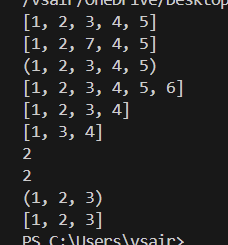 /vsair/OneDrive/Desktop
[1, 2, 3, 4, 5]
[1, 2, 7, 4, 5]
(1, 2, 3, 4, 5)
[1, 2, 3, 4, 5, 6]
[1, 2, 3, 4]
[1, 3, 4]
2
2
(1, 2, 3)
[1, 2, 3]
PS C:\Users\vsair>